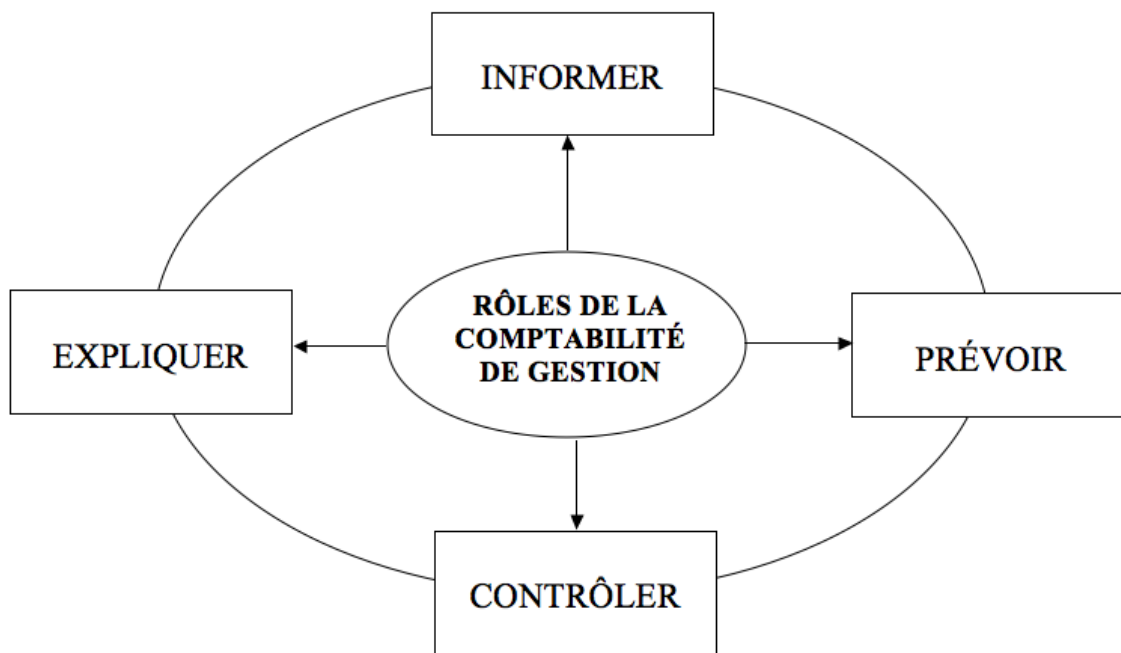 INFORMER
EXPLIQUER
RÔLES DE LA
COMPTABILITÉ
DE GESTION
PRÉVOIR
CONTRÔLER